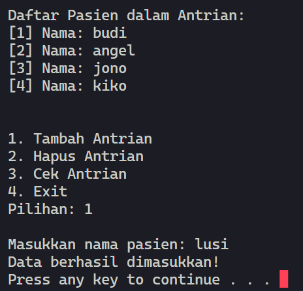 Daftar Pasien dalam Antrian:
[1] Nama: budi
[2] Nama: angel
[3] Nama: jono
[4] Nama: kiko
1. Tambah Antrian
2. Hapus Antrian
3. Cek Antrian
4. Exit
Pilihan: 1
Masukkan nama pasien: lusi
Data berhasil dimasukkan!
Press any key to continue . . .